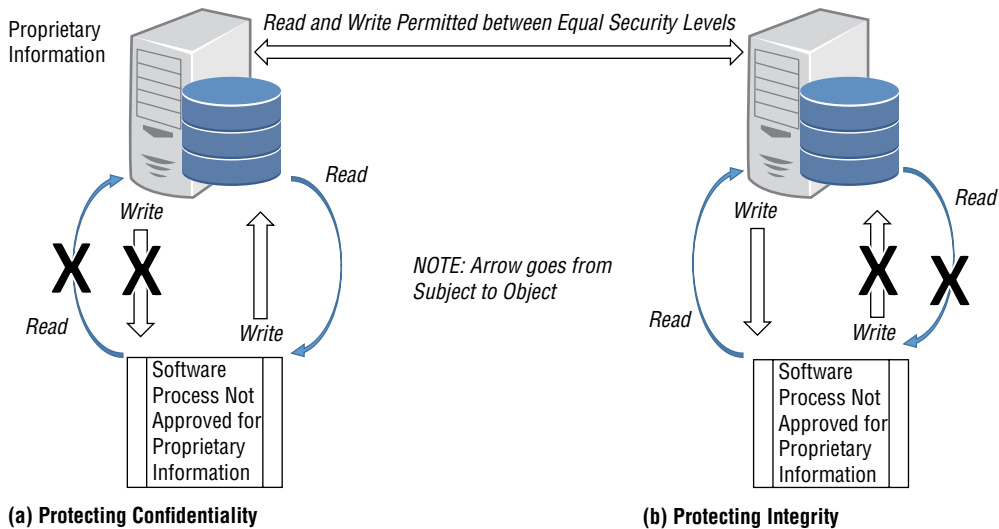 Proprietary
Information
Read and Write Permitted between Equal Security Levels
Read
Write
X
X
Read
Write
Software
Process Not
Approved for
Proprietary
Information
(a) Protecting Confidentiality
NOTE: Arrow goes from
Subject to Object
Read
Write
X
X
Read
Write
Software
Process Not
Approved for
Proprietary
Information
(b) Protecting Integrity